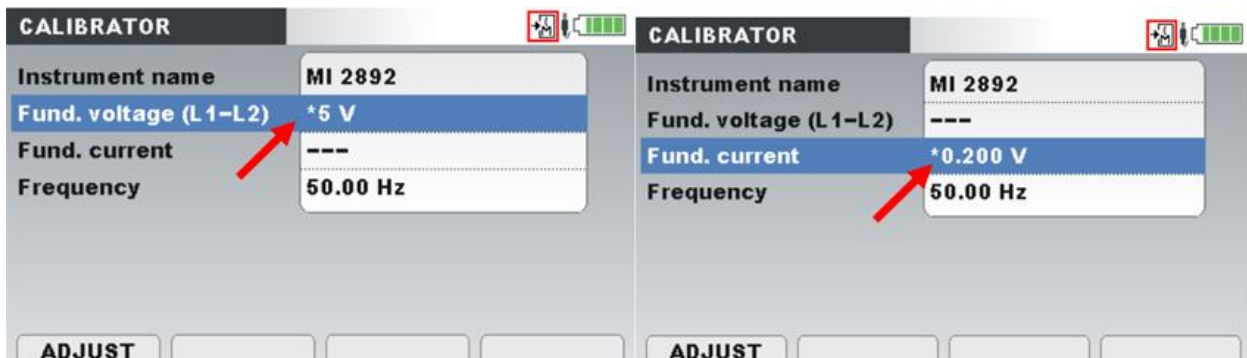 CALIBRATOR
Instrument name MI 2892
Fund. voltage (L1-L2) *5 V
Fund. current ---
Frequency 50.00 Hz
ADJUST
CALIBRATOR
Instrument name MI 2892
Fund. voltage (L1-L2) ---
Fund. current *0.200 V
Frequency 50.00 Hz
ADJUST